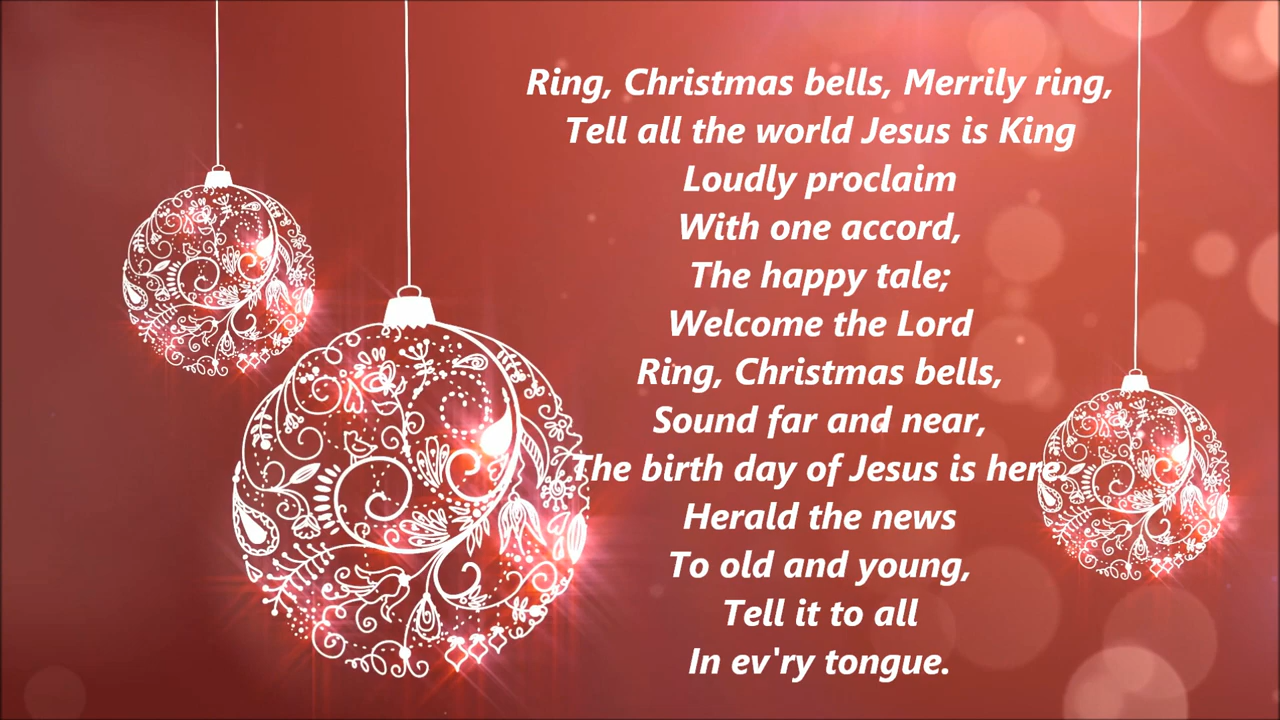 Ring, Christmas bells, Merrily ring,
Tell all the world Jesus is King
Loudly proclaim
With one accord,
The happy tale;
Welcome the Lord
Ring, Christmas bells,
Sound far and near,
The birth day of Jesus is here
Herald the news
To old and young,
Tell it to all
In ev'ry tongue.